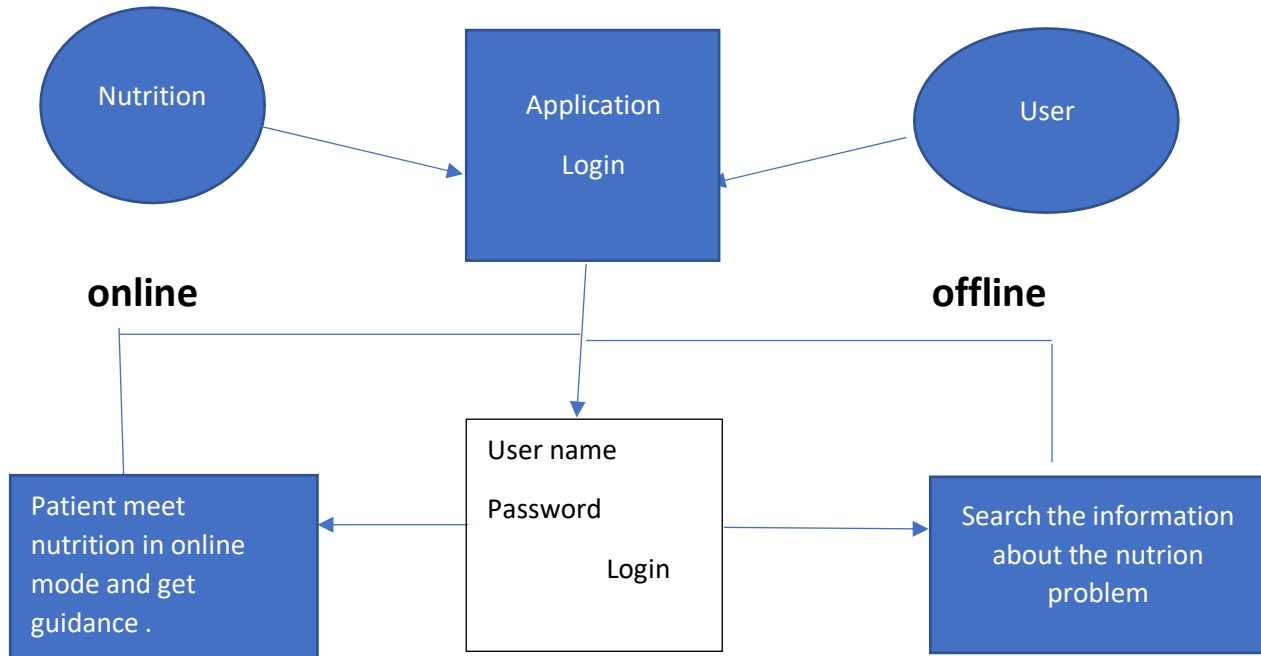 Nutrition
Application
Login
User
online
offline
User name
Password
Login
Patient meet
nutrition in online
mode and get
guidance .
Search the information
about the nutrion
problem